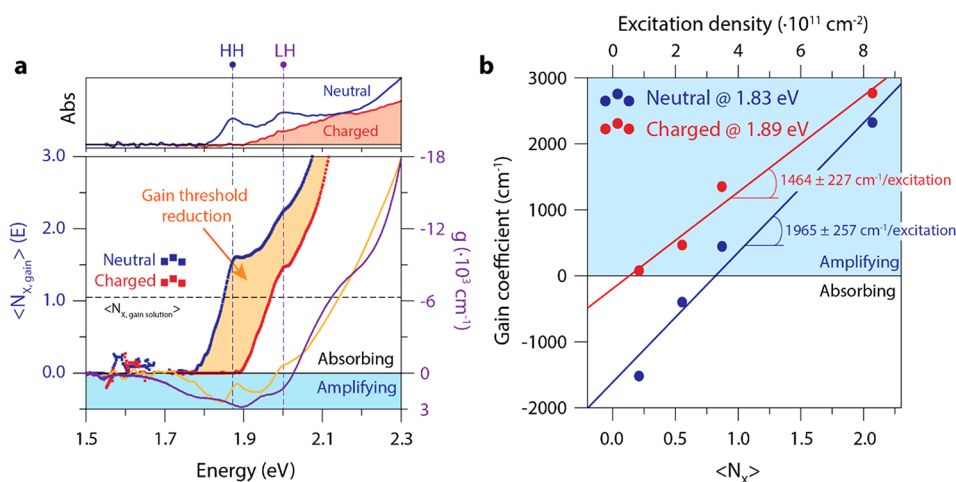 HH
LH
a
Abs
Neutral
Charged
<N_X,gain> (E)
3.0
2.0
1.0
0.0
Gain threshold
reduction
Neutral
Charged
<N_X, gain solution>
Absorbing
Amplifying
-18
-12
-6
0
3
g (·10³ cm⁻¹)
1.5
1.7
1.9
2.1
2.3
Energy (eV)
b
Excitation density (·10¹¹ cm⁻²)
0
2
4
6
8
Gain coefficient (cm⁻¹)
3000
2000
1000
0
-1000
-2000
Neutral @ 1.83 eV
Charged @ 1.89 eV
1464 ± 227 cm⁻¹/excitation
1965 ± 257 cm⁻¹/excitation
Amplifying
Absorbing
0.0
0.5
1.0
1.5
2.0
<N_X>